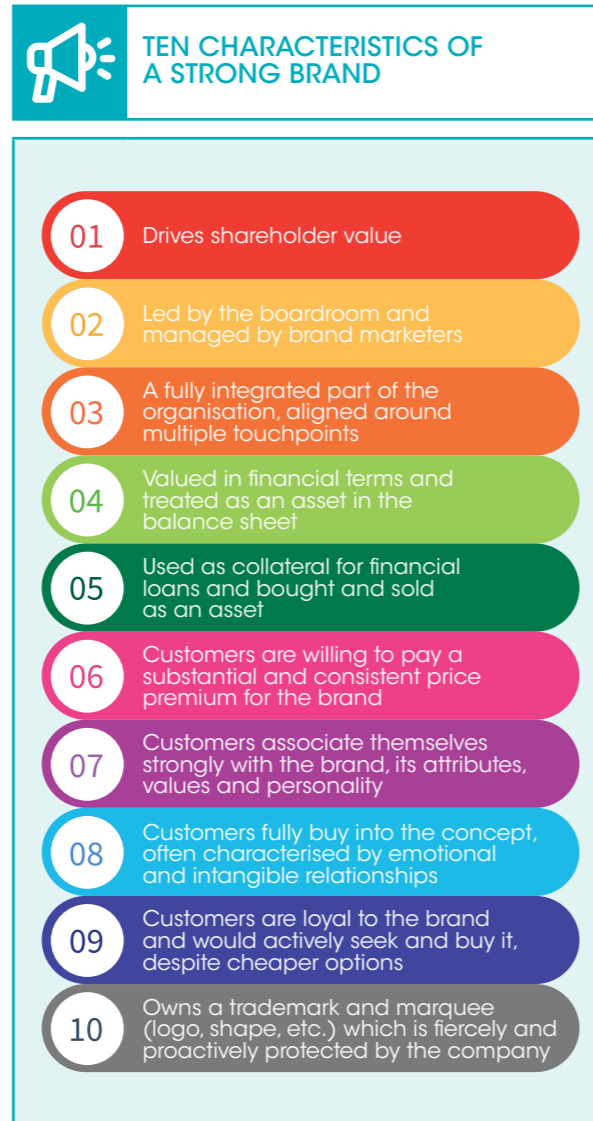 TEN CHARACTERISTICS OF
A STRONG BRAND
01
Drives shareholder value
02
Led by the boardroom and
managed by brand marketers
03
A fully integrated part of the
organisation, aligned around
multiple touchpoints
04
Valued in financial terms and
treated as an asset in the
balance sheet
05
Used as collateral for financial
loans and bought and sold
as an asset
06
Customers are willing to pay a
substantial and consistent price
premium for the brand
07
Customers associate themselves
strongly with the brand, its attributes,
values and personality
08
Customers fully buy into the concept,
often characterised by emotional
and intangible relationships
09
Customers are loyal to the brand
and would actively seek and buy it,
despite cheaper options
10
Owns a trademark and marquee
(logo, shape, etc.) which is fiercely and
proactively protected by the company